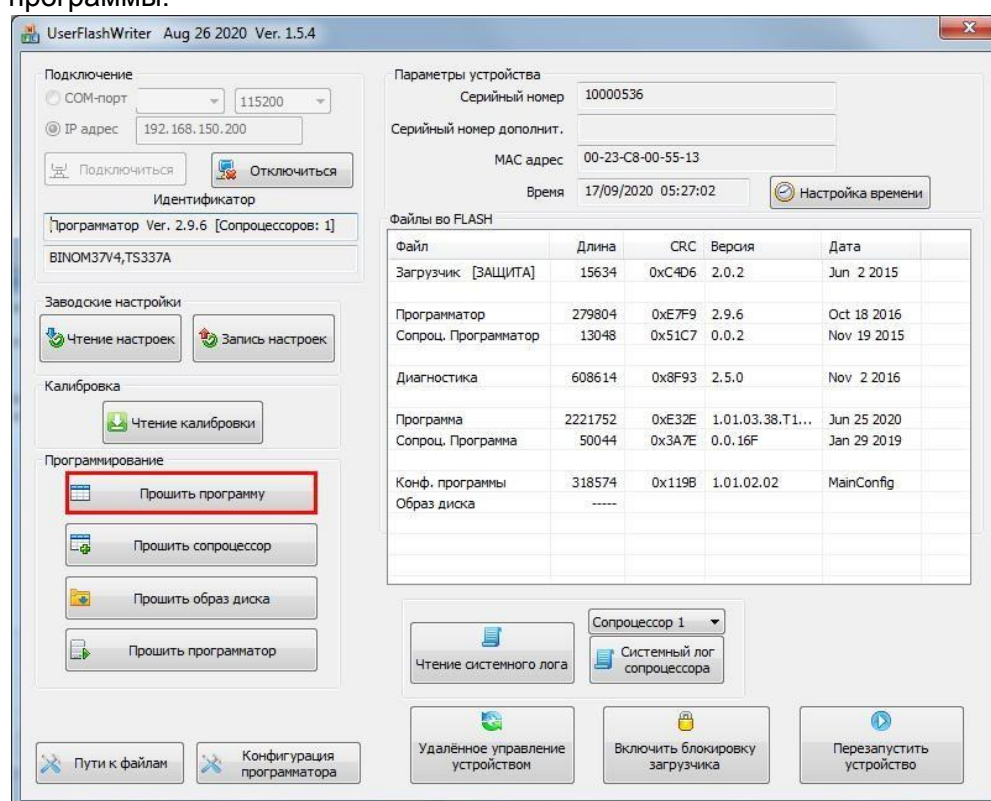 программы.
UserFlashWriter Aug 26 2020 Ver. 1.5.4
Подключение
COM-порт 115200
IP адрес 192.168.150.200
Подключиться Отключиться
Идентификатор
Программатор Ver. 2.9.6 [Сопроцессоров: 1]
BINOM37V4,TS337A
Заводские настройки
Чтение настроек Запись настроек
Калибровка
Чтение калибровки
Программирование
Прошить программу
Прошить сопроцессор
Прошить образ диска
Прошить программатор
Пути к файлам
Конфигурация
программатора
Параметры устройства
Серийный номер 10000536
Серийный номер дополнит.
MAC адрес 00-23-C8-00-55-13
Время 17/09/2020 05:27:02 Настройка времени
Файлы во FLASH
Файл Длина CRC Версия Дата
Загрузчик [ЗАЩИТА] 15634 0xC4D6 2.0.2 Jun 2 2015
Программатор 279804 0xE7F9 2.9.6 Oct 18 2016
Сопроц. Программатор 13048 0x51C7 0.0.2 Nov 19 2015
Диагностика 608614 0x8F93 2.5.0 Nov 2 2016
Программа 2221752 0xE32E 1.01.03.38.T1... Jun 25 2020
Сопроц. Программа 50044 0x3A7E 0.0.16F Jan 29 2019
Конф. программы 318574 0x119B 1.01.02.02 MainConfig
Образ диска -----
Чтение системного лога
Сопроцессор 1
Системный лог
сопроцессора
Удалённое управление
устройством
Включить блокировку
загрузчика
Перезапустить
устройство